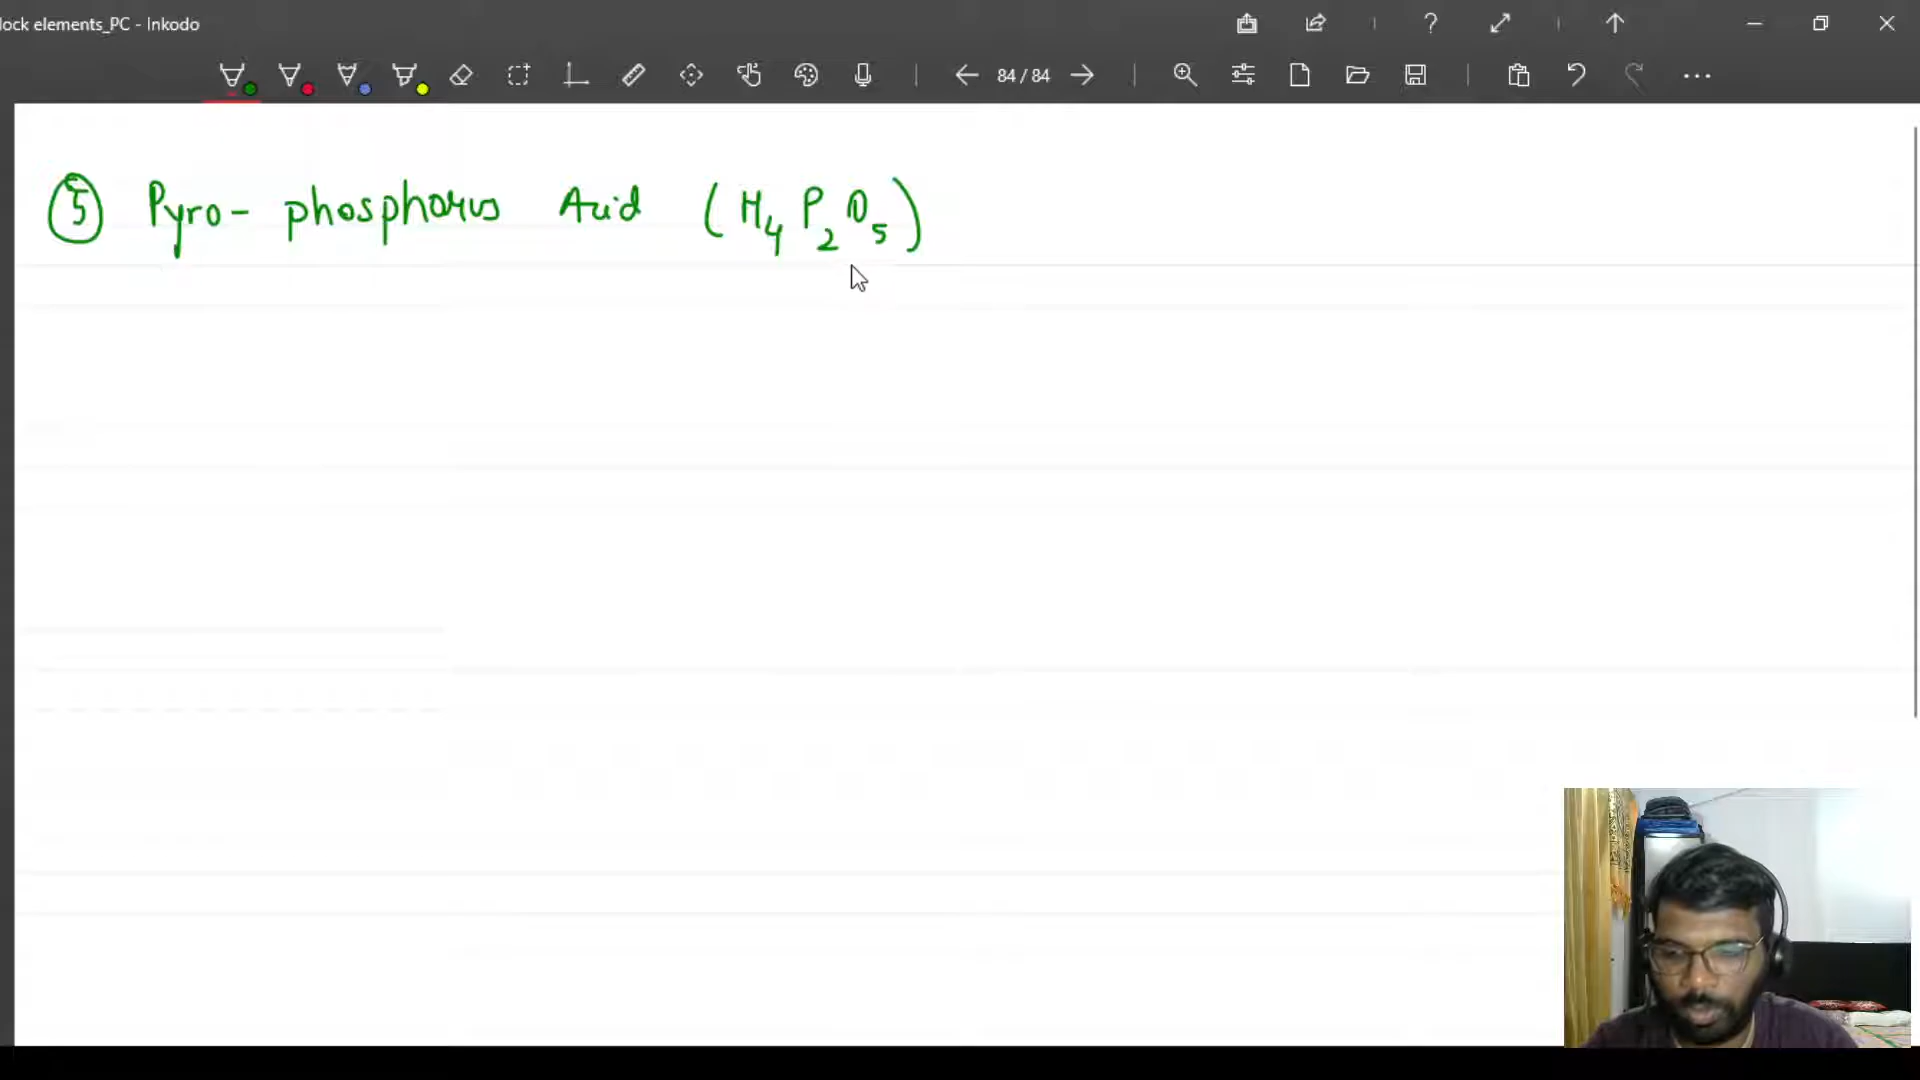 lock elements_PC - Inkodo
84 / 84
5 Pyro- phosphorus Acid (H4 P2 O5)